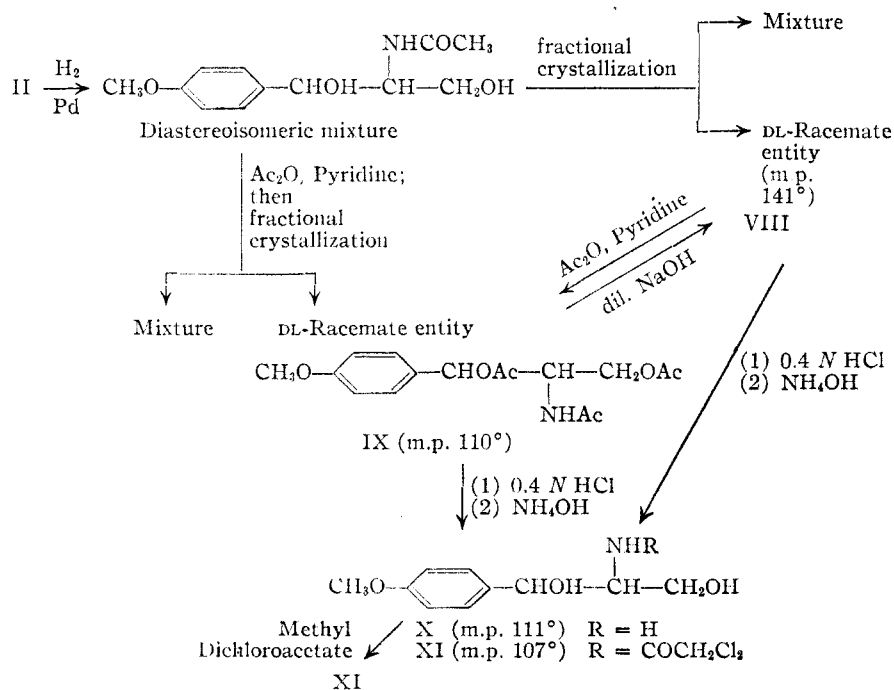 II H₂ Pd
CH₃O— —CHOH—CH—CH₂OH
NHCOCH₃
Diastereoisomeric mixture
fractional
crystallization
Mixture
DL-Racemate
entity
(m p.
141°)
VIII
Ac₂O, Pyridine;
then
fractional
crystallization
Ac₂O, Pyridine
dil. NaOH
Mixture
DL-Racemate entity
CH₃O— —CHOAc—CH—CH₂OAc
NHAc
IX (m.p. 110°)
(1) 0.4 N HCl
(2) NH₄OH
(1) 0.4 N HCl
(2) NH₄OH
NHR
CH₃O— —CHOH—CH—CH₂OH
Methyl X (m.p. 111°) R = H
Dichloroacetate XI (m.p. 107°) R = COCH₂Cl₂
XI